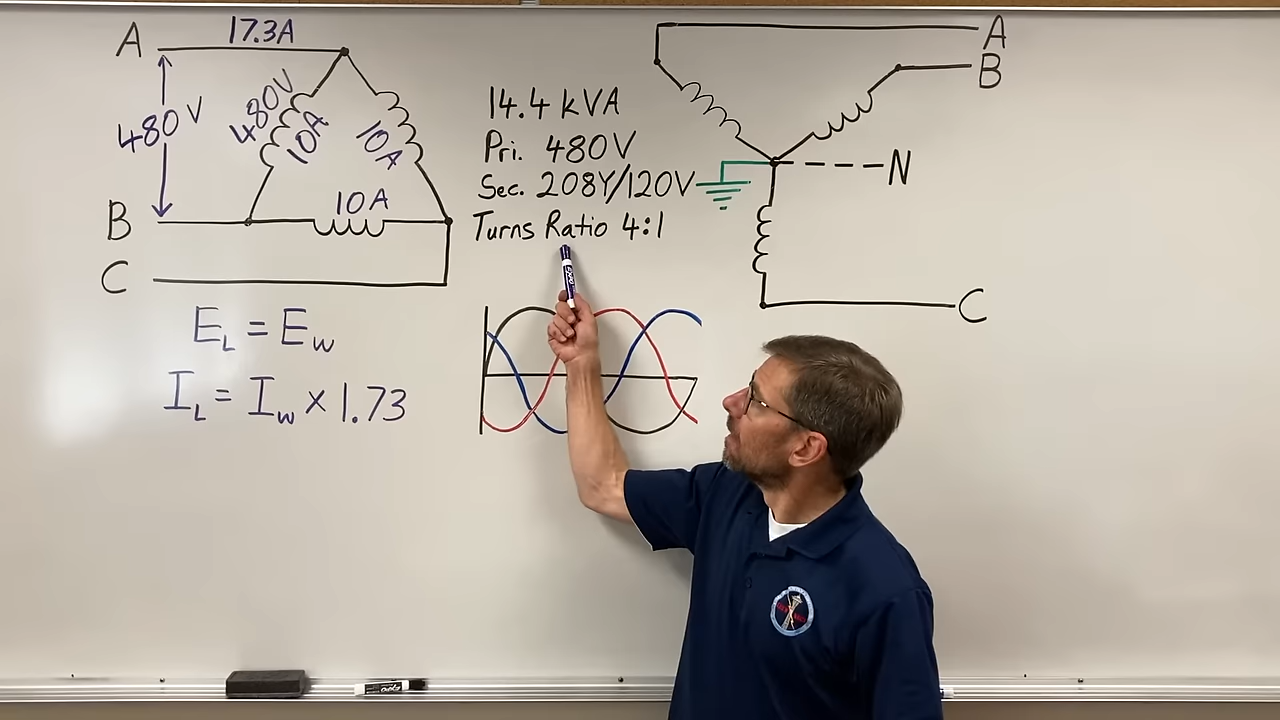 A
17.3A
480V
480V
10A
10A
10A
B
C
E_L = E_W
I_L = I_W × 1.73
14.4 kVA
Pri. 480V
Sec. 208Y/120V
Turns Ratio 4:1
A
B
N
C
EXPO